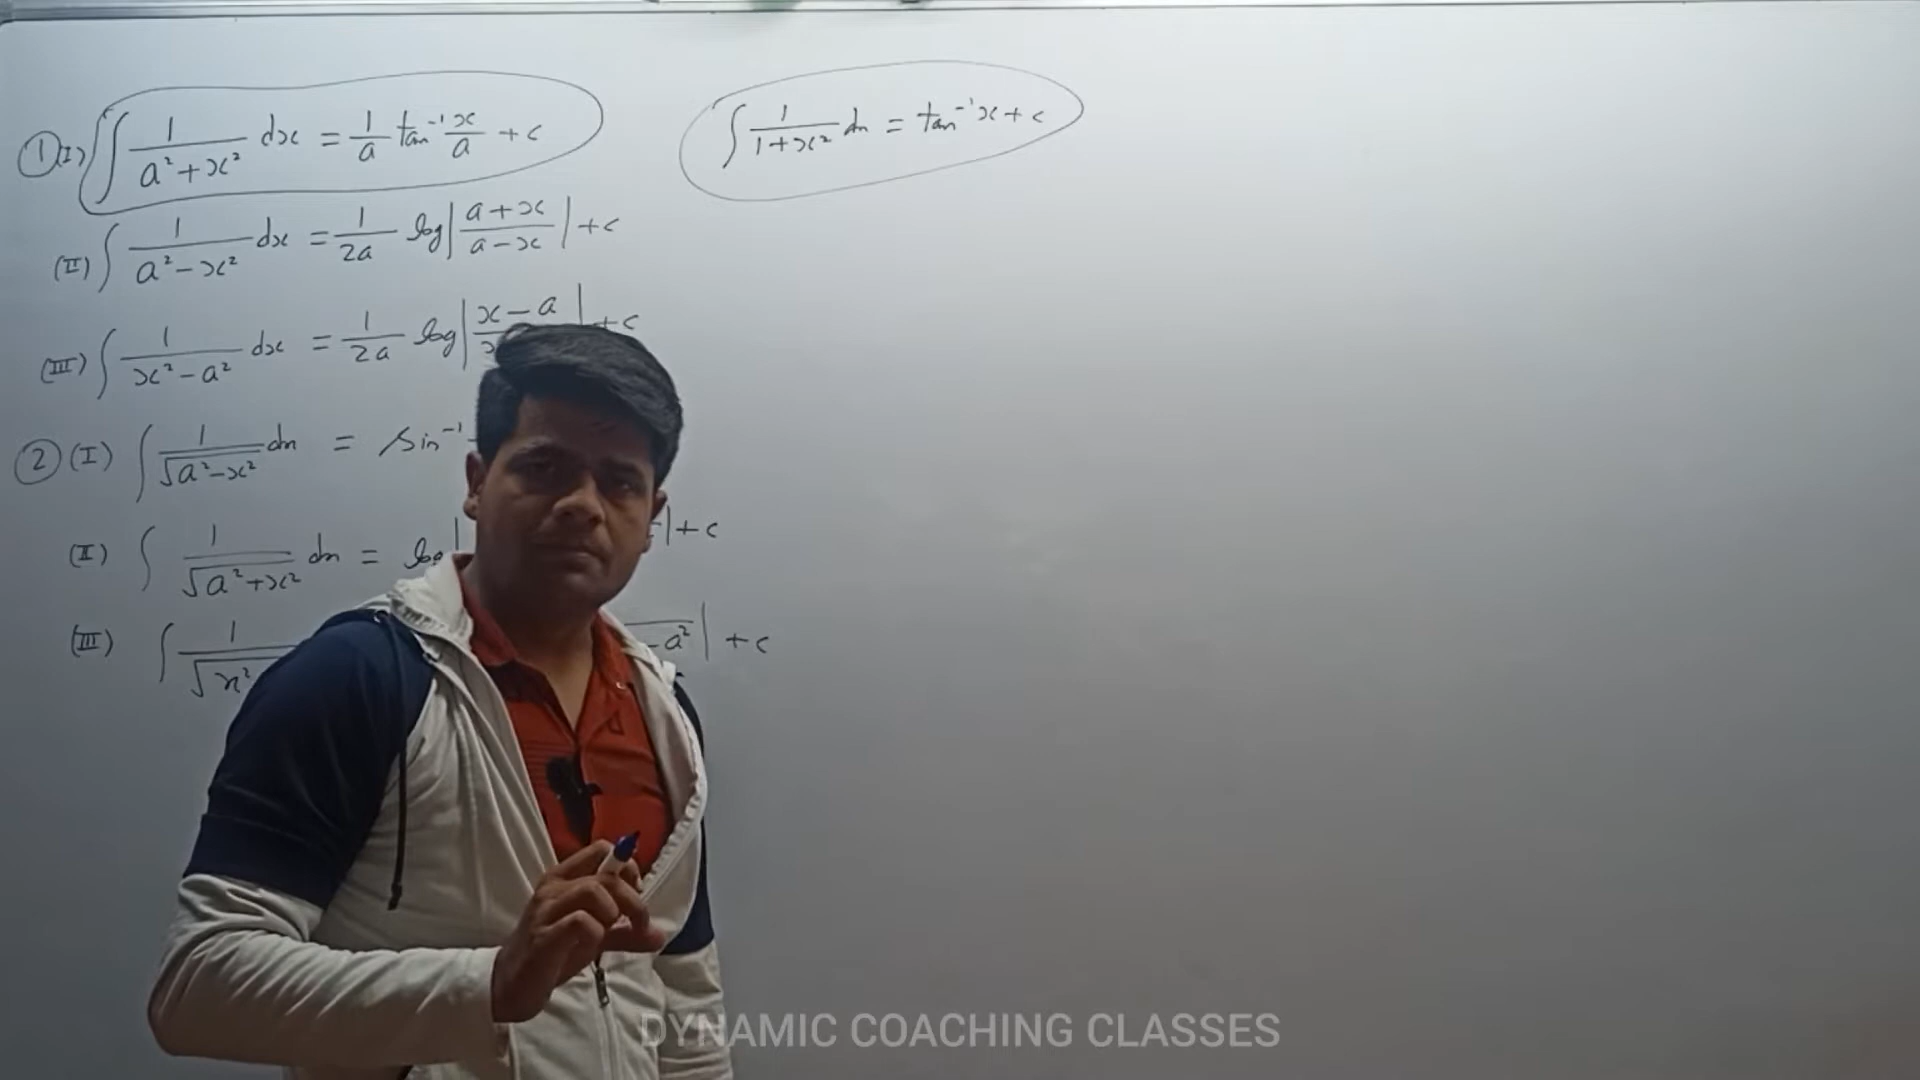 ① (I) ∫ 1/(a²+x²) dx = 1/a tan⁻¹ x/a + c
∫ 1/(1+x²) dx = tan⁻¹x + c
(II) ∫ 1/(a²-x²) dx = 1/2a log|(a+x)/(a-x)| + c
(III) ∫ 1/(x²-a²) dx = 1/2a log|x-a | + c
② (I) ∫ 1/√(a²-x²) dx = sin⁻¹
(II) ∫ 1/√(a²+x²) dx = log| | + c
(III) ∫ 1/√x² -a²| + c
DYNAMIC COACHING CLASSES